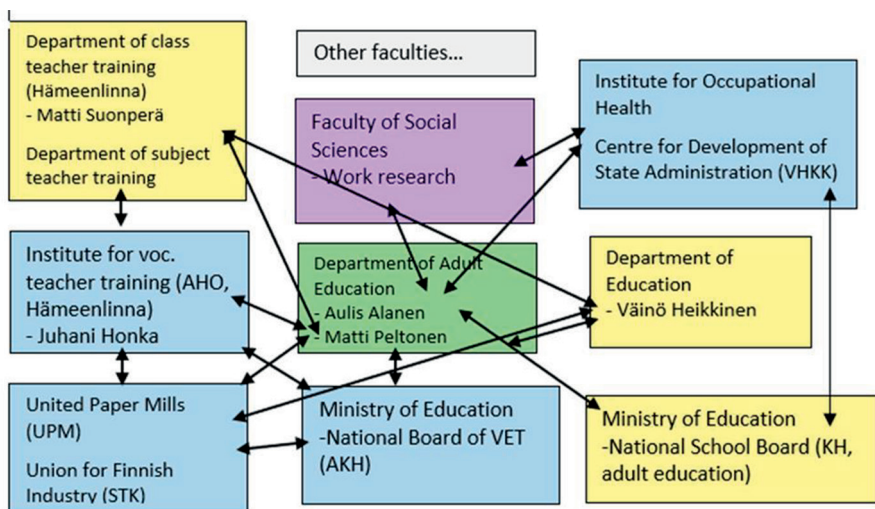 Department of class
teacher training
(Hämeenlinna)
- Matti Suonperä
Department of subject
teacher training
Other faculties...
Faculty of Social
Sciences
- Work research
Institute for Occupational
Health
Centre for Development of
State Administration (VHKK)
Institute for voc.
teacher training (AHO,
Hämeenlinna)
- Juhani Honka
Department of Adult
Education
- Aulis Alanen
- Matti Peltonen
Department of
Education
- Väinö Heikkinen
United Paper Mills
(UPM)
Union for Finnish
Industry (STK)
Ministry of Education
-National Board of VET
(AKH)
Ministry of Education
-National School Board (KH,
adult education)